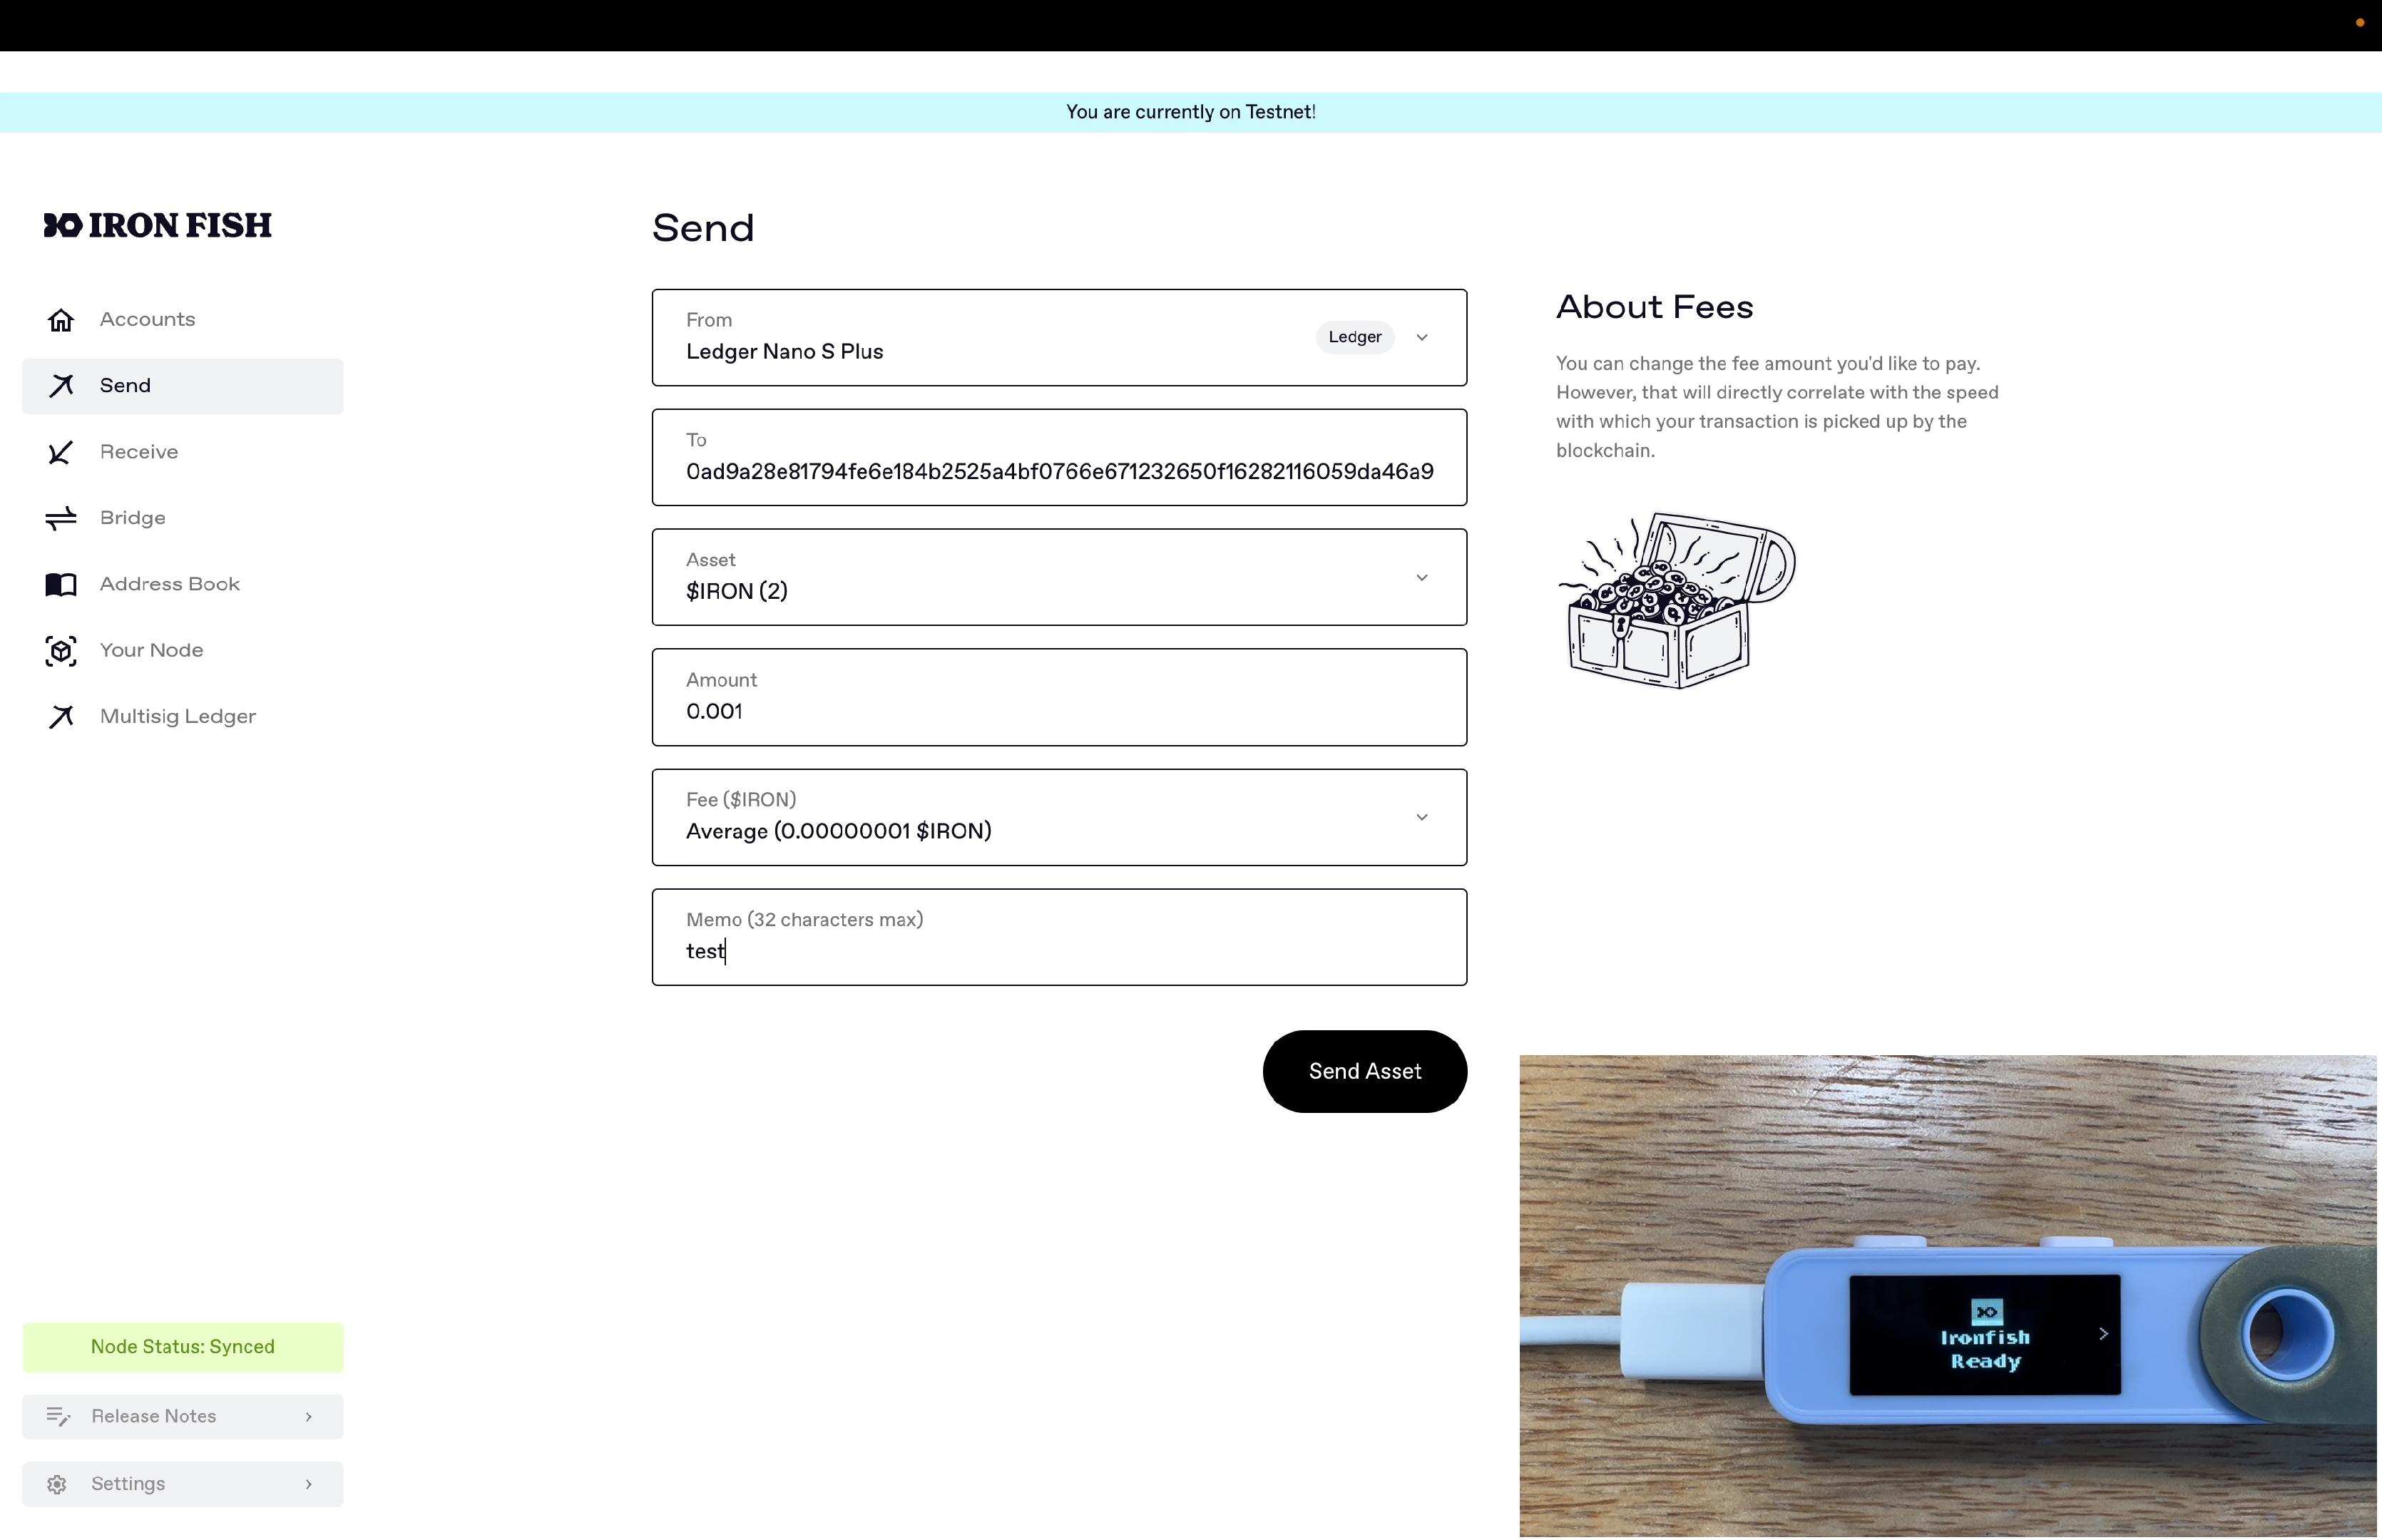 You are currently on Testnet!
IRON FISH
Accounts
Send
Receive
Bridge
Address Book
Your Node
Multisig Ledger
Node Status: Synced
Release Notes
Settings
Send
From
Ledger Nano S Plus
Ledger
To
0ad9a28e81794fe6e184b2525a4bf0766e671232650f16282116059da46a9
Asset
$IRON (2)
Amount
0.001
Fee ($IRON)
Average (0.00000001 $IRON)
Memo (32 characters max)
test
Send Asset
About Fees
You can change the fee amount you'd like to pay.
However, that will directly correlate with the speed
with which your transaction is picked up by the
blockchain.
Ironfish
Ready